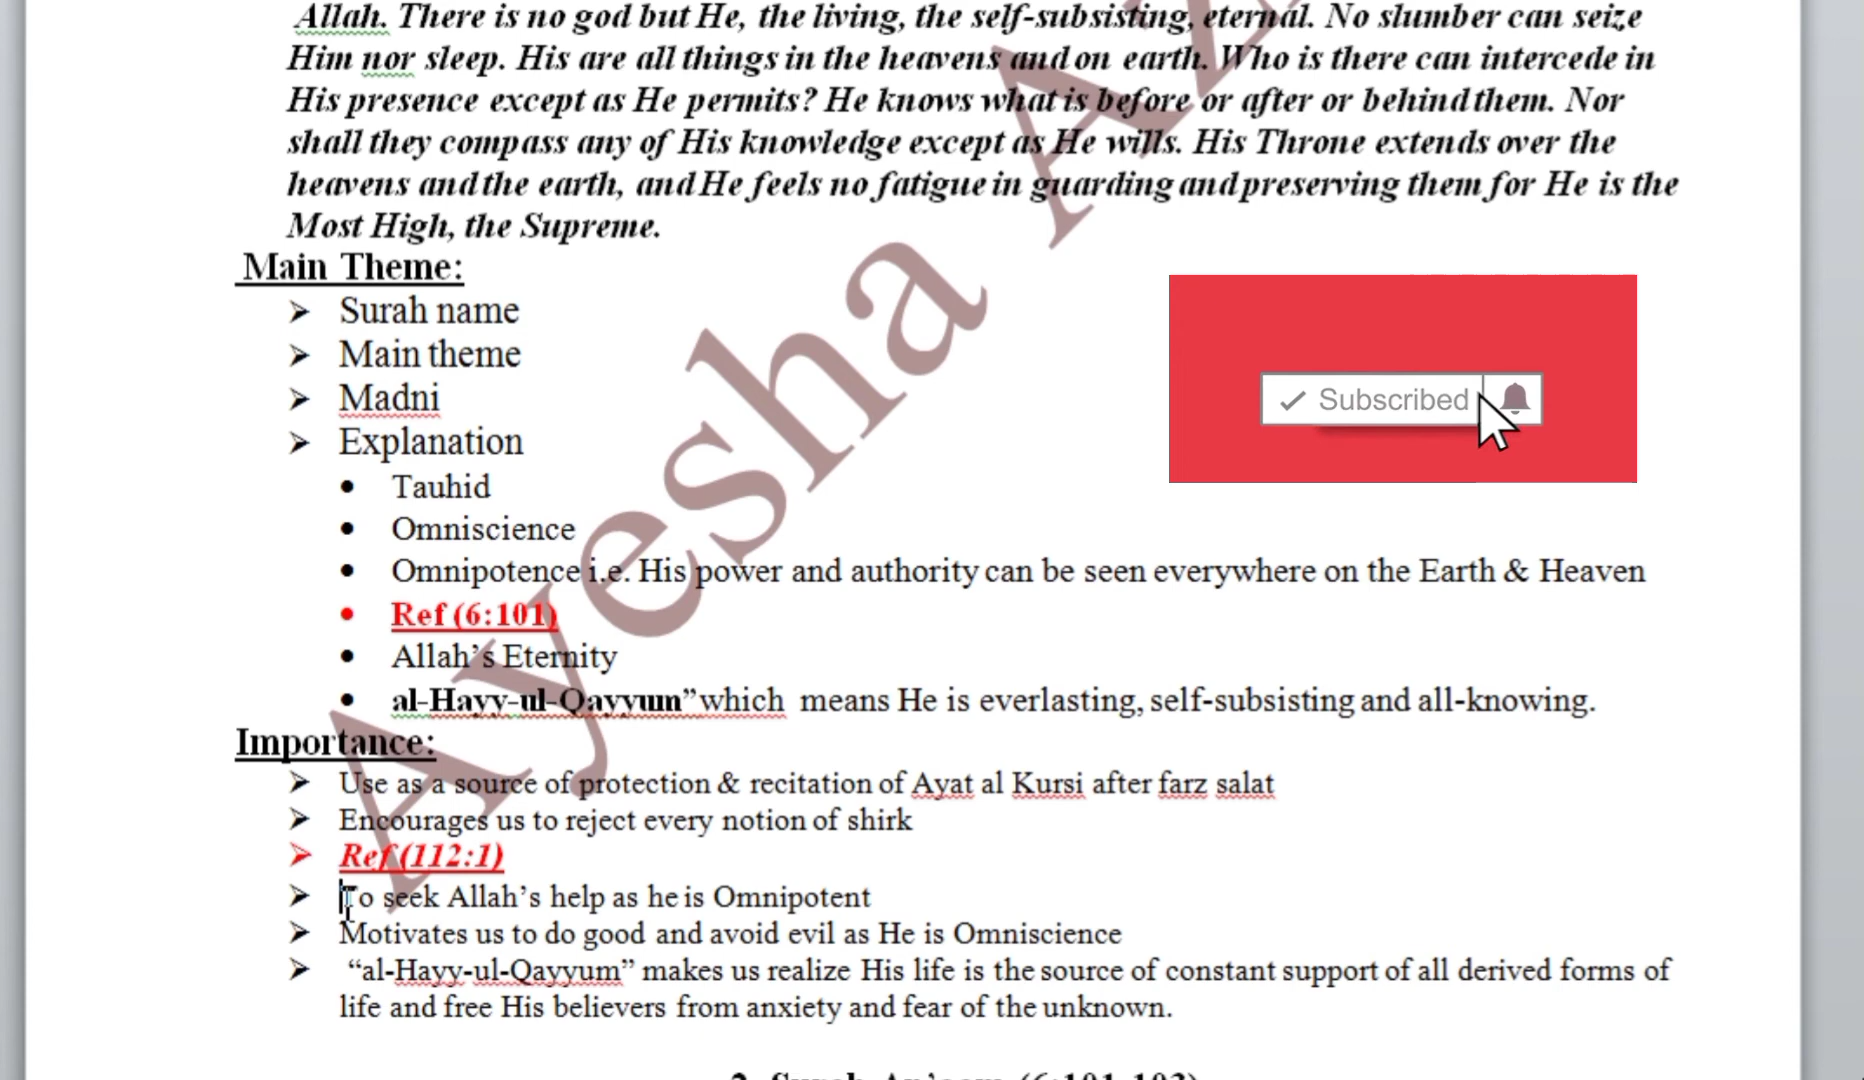 Allah. There is no god but He, the living, the self-subsisting, eternal. No slumber can seize
Him nor sleep. His are all things in the heavens and on earth. Who is there can intercede in
His presence except as He permits? He knows what is before or after or behind them. Nor
shall they compass any of His knowledge except as He wills. His Throne extends over the
heavens and the earth, and He feels no fatigue in guarding and preserving them for He is the
Most High, the Supreme.
Main Theme:
➢ Surah name
➢ Main theme
➢ Madni
➢ Explanation
• Tauhid
• Omniscience
• Omnipotence i.e. His power and authority can be seen everywhere on the Earth & Heaven
• Ref (6:101)
• Allah’s Eternity
• al-Hayy-ul-Qayyum” which means He is everlasting, self-subsisting and all-knowing.
Importance:
➢ Use as a source of protection & recitation of Ayat al Kursi after farz salat
➢ Encourages us to reject every notion of shirk
➢ Ref (112:1)
➢ To seek Allah’s help as he is Omnipotent
➢ Motivates us to do good and avoid evil as He is Omniscience
➢ “al-Hayy-ul-Qayyum” makes us realize His life is the source of constant support of all derived forms of
life and free His believers from anxiety and fear of the unknown.
2. Surah An’aam (6:101-103)
Subscribed
Ayesha